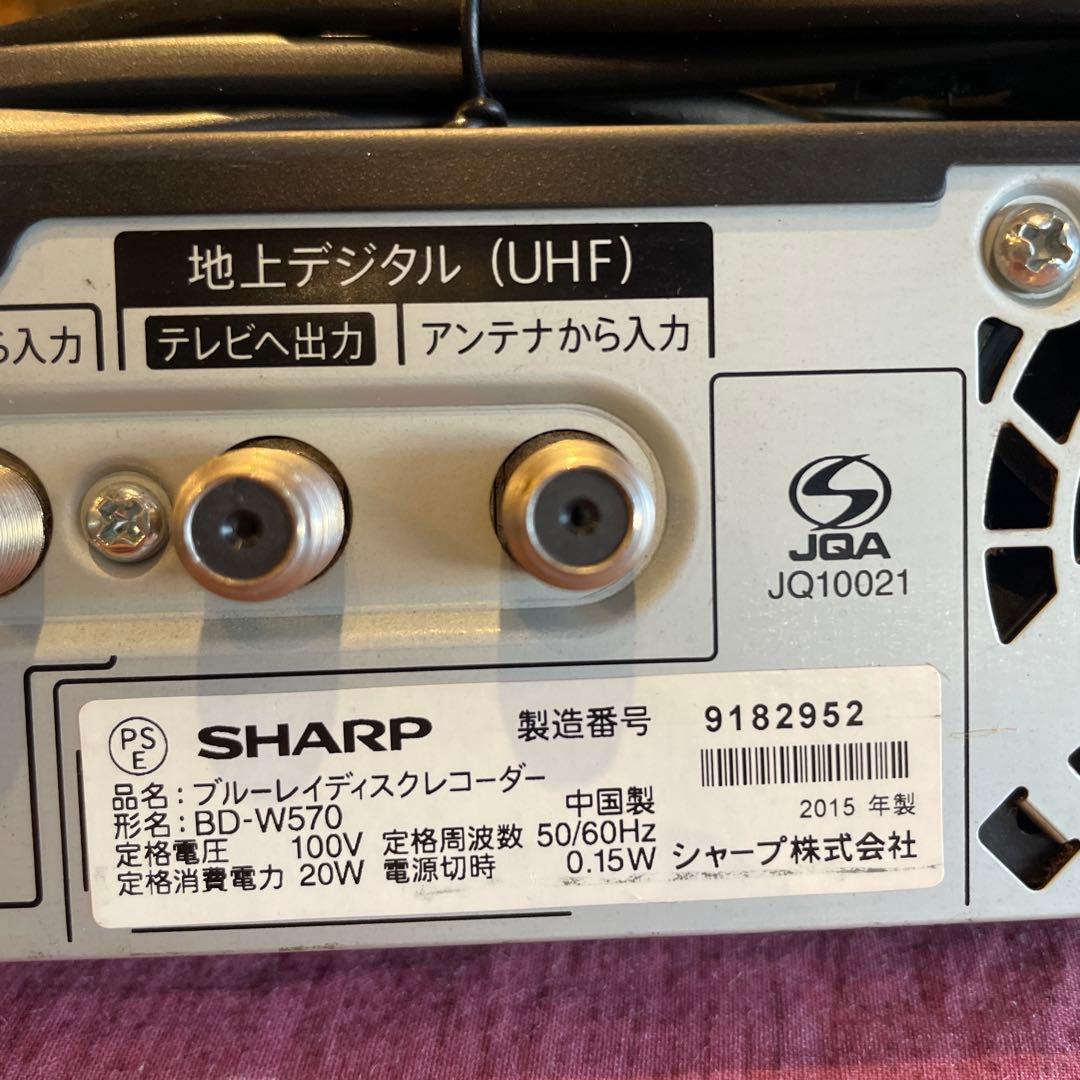 地上デジタル (UHF)
ら入力
テレビへ出力
アンテナから入力
JQA
JQ10021
PS
E
SHARP
製造番号 9182952
品名:ブルーレイディスクレコーダー
形名:BD-W570
中国製
2015 年製
定格電圧 100V 定格周波数 50/60Hz
定格消費電力 20W 電源切時 0.15W シャープ株式会社